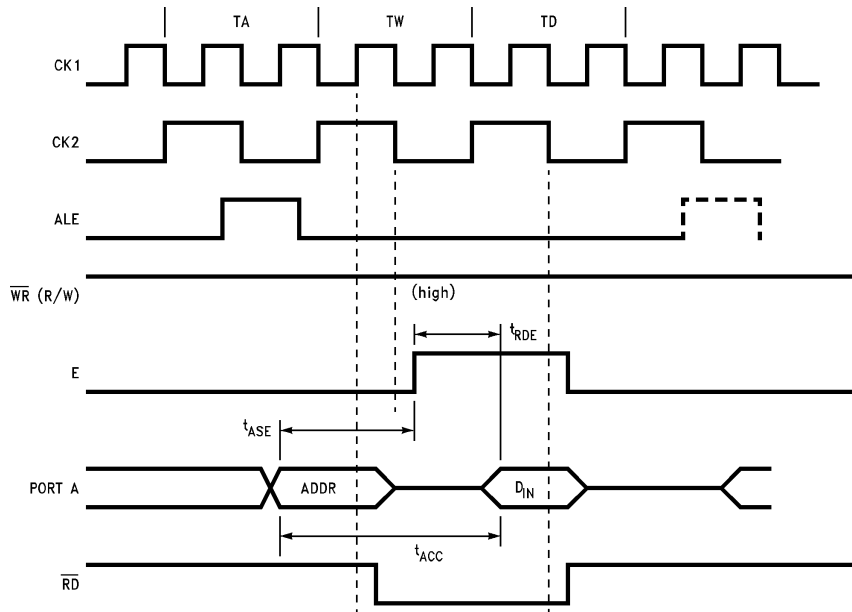 TA TW TD
CK1
CK2
ALE
WR (R/W)
(high)
tRDE
E
tASE
PORT A ADDR DIN
tACC
RD